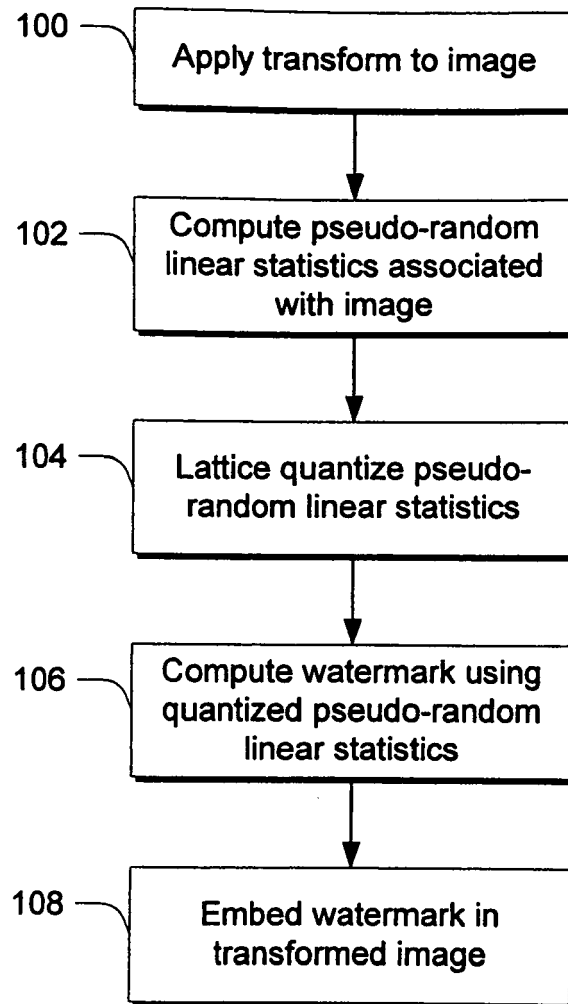 100
Apply transform to image
102
Compute pseudo-random
linear statistics associated
with image
104
Lattice quantize pseudo-
random linear statistics
106
Compute watermark using
quantized pseudo-random
linear statistics
108
Embed watermark in
transformed image